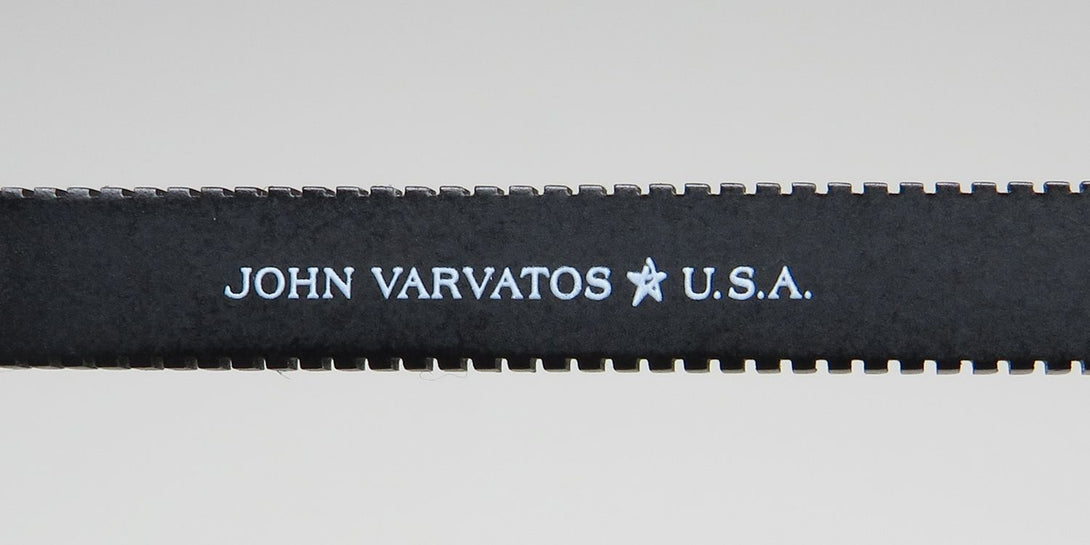 JOHN VARVATOS ☆ U.S.A.